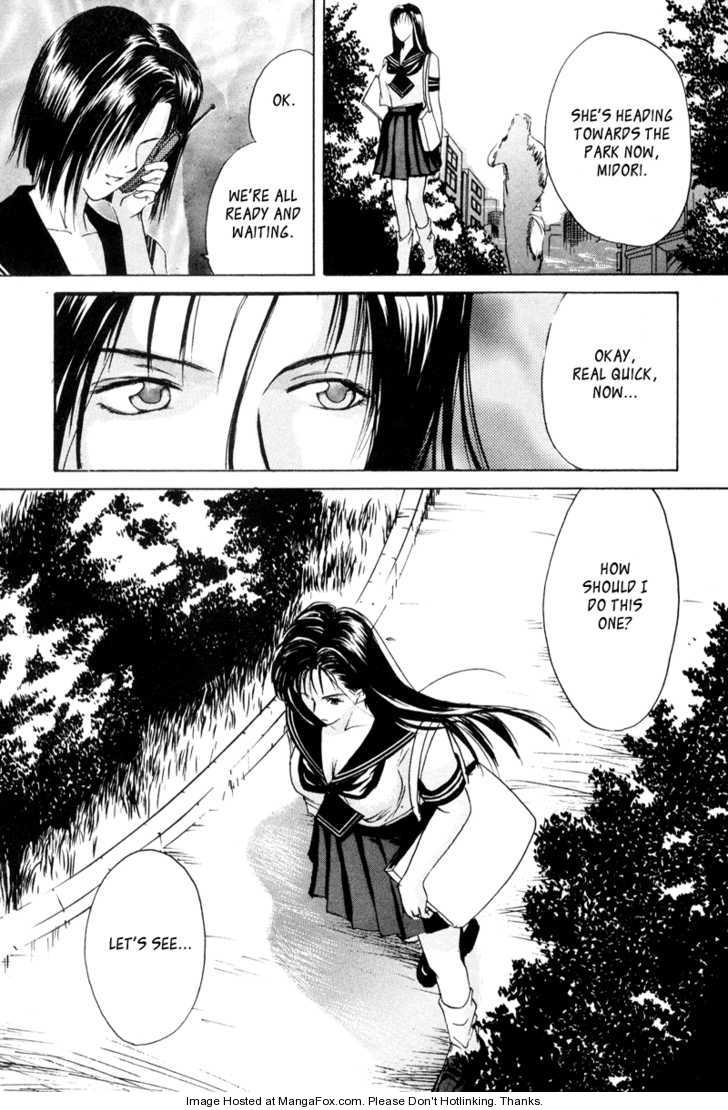 SHE'S HEADING
TOWARDS THE
PARK NOW,
MIDORI.
OK.
WE'RE ALL
READY AND
WAITING.
OKAY,
REAL QUICK,
NOW...
HOW
SHOULD I
DO THIS
ONE?
LET'S SEE...
Image Hosted at MangaFox.com. Please Don't Hotlinking. Thanks.